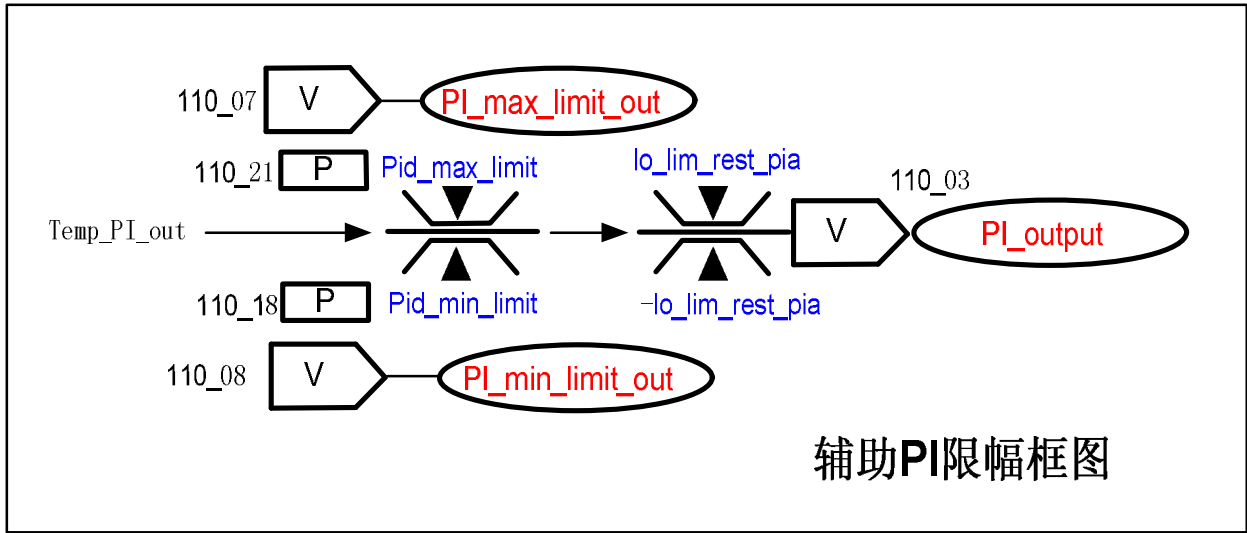 110_07 V PI_max_limit_out
110_21 P Pid_max_limit lo_lim_rest_pia 110_03
Temp_PI_out V PI_output
110_18 P Pid_min_limit -lo_lim_rest_pia
110_08 V PI_min_limit_out
辅助PI限幅框图